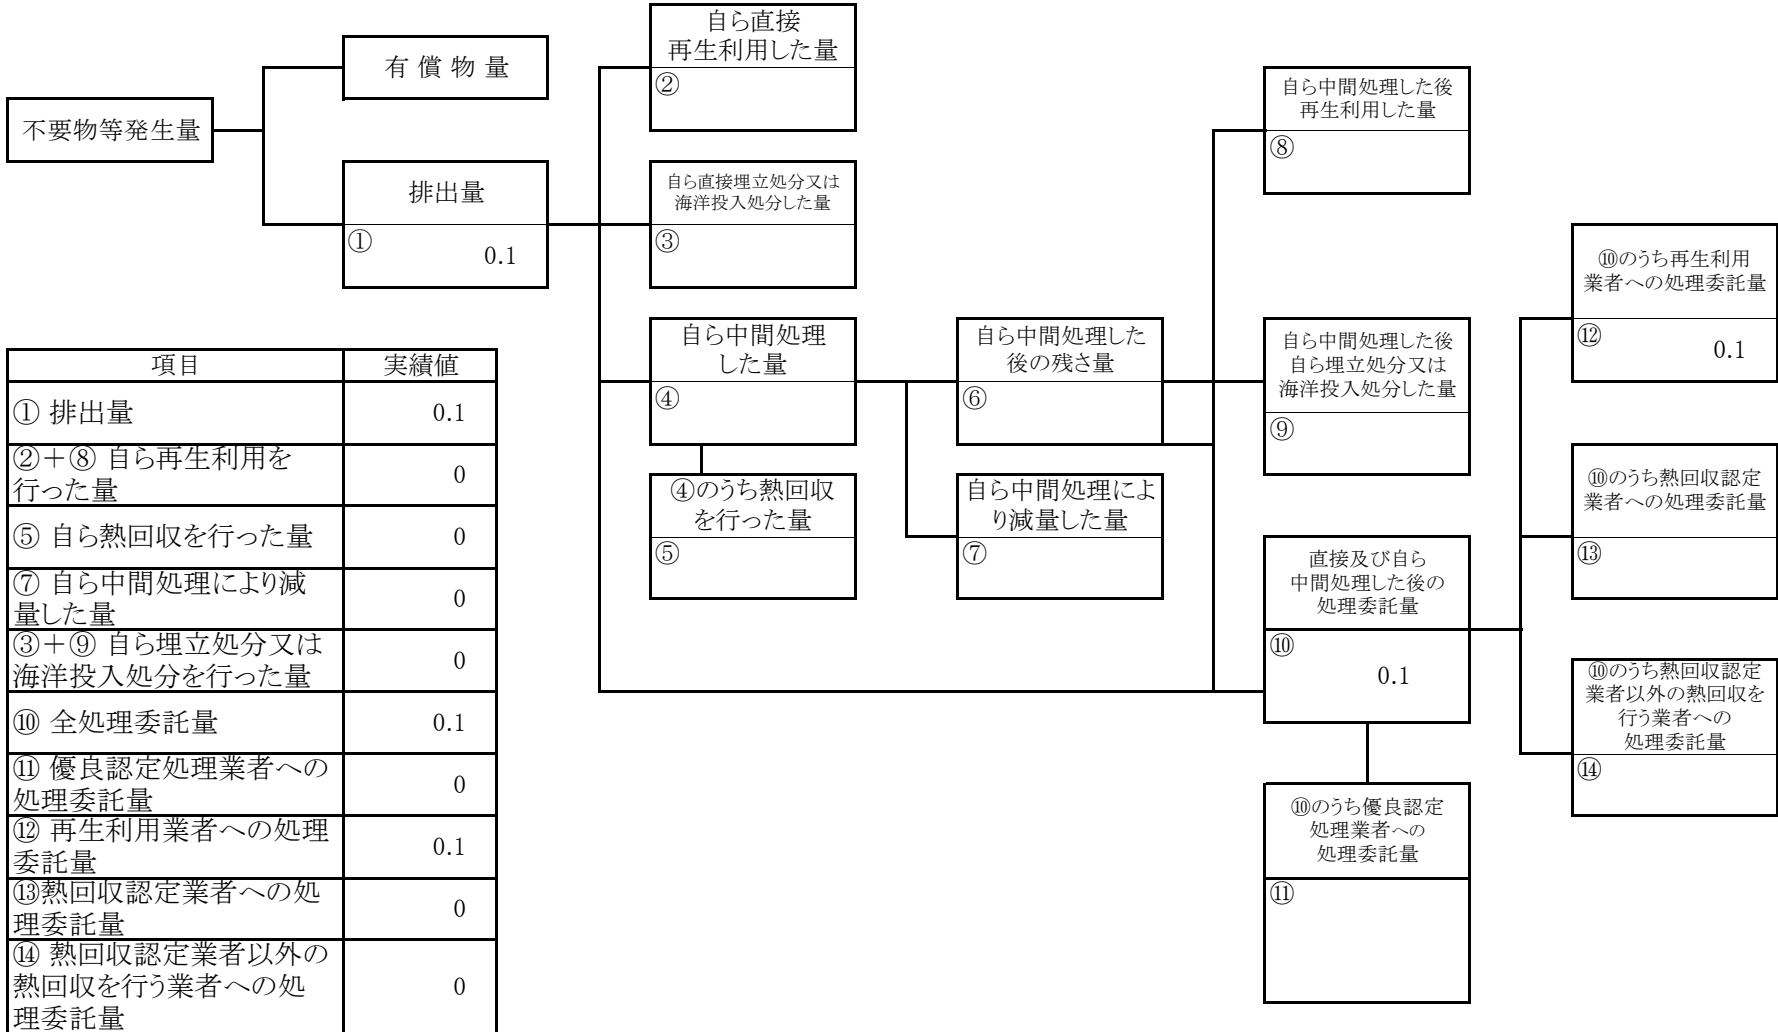 不要物等発生量
有 償 物 量
排出量
①
0.1
自ら直接
再生利用した量
②
自ら直接埋立処分又は
海洋投入処分した量
③
自ら中間処理
した量
④
④のうち熱回収
を行った量
⑤
自ら中間処理した
後の残さ量
⑥
自ら中間処理によ
り減量した量
⑦
自ら中間処理した後
再生利用した量
⑧
自ら中間処理した後
自ら埋立処分又は
海洋投入処分した量
⑨
直接及び自ら
中間処理した後の
処理委託量
⑩
0.1
⑩のうち優良認定
処理業者への
処理委託量
⑪
⑩のうち再生利用
業者への処理委託量
⑫
0.1
⑩のうち熱回収認定
業者への処理委託量
⑬
⑩のうち熱回収認定
業者以外の熱回収を
行う業者への
処理委託量
⑭
項目 実績値
① 排出量 0.1
②＋⑧ 自ら再生利用を
行った量 0
⑤ 自ら熱回収を行った量 0
⑦ 自ら中間処理により減
量した量 0
③＋⑨ 自ら埋立処分又は
海洋投入処分を行った量 0
⑩ 全処理委託量 0.1
⑪ 優良認定処理業者への
処理委託量 0
⑫ 再生利用業者への処理
委託量 0.1
⑬熱回収認定業者への処
理委託量 0
⑭ 熱回収認定業者以外の
熱回収を行う業者への処 0
理委託量